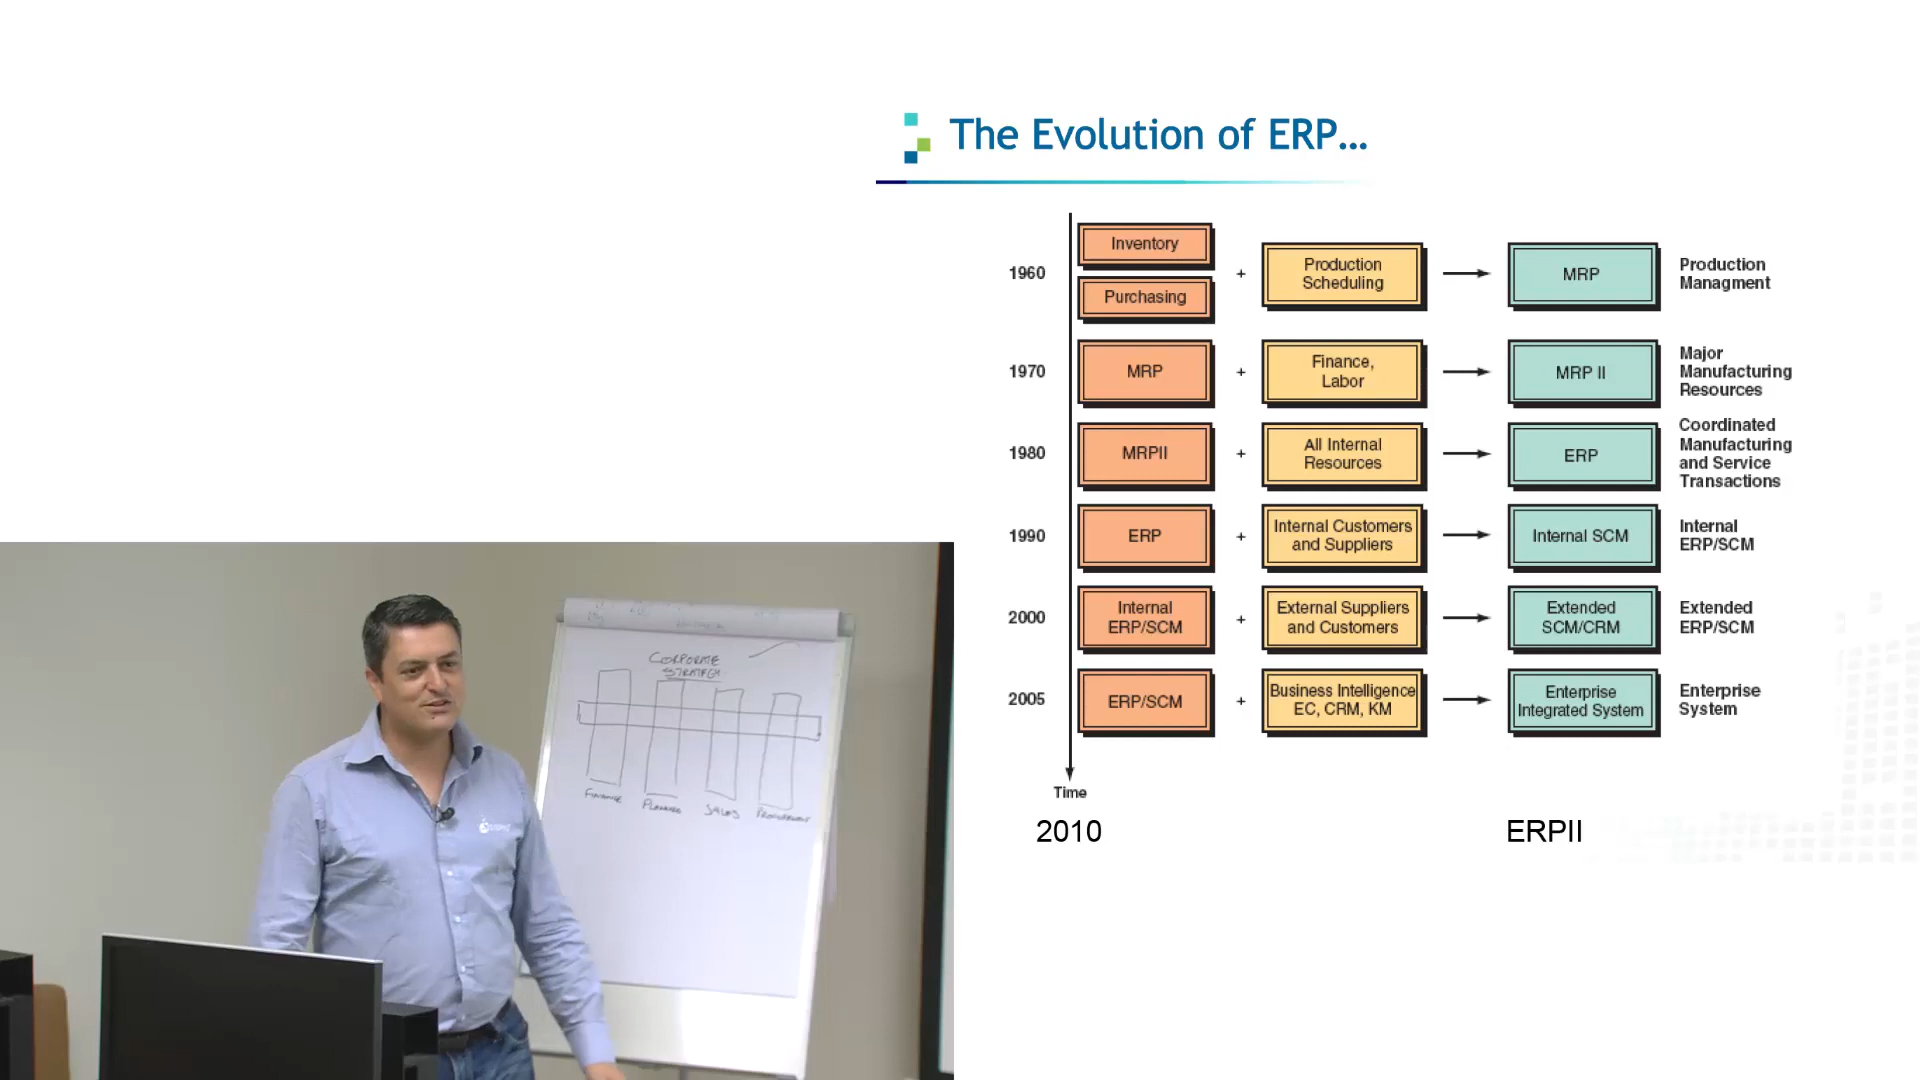 The Evolution of ERP...
Inventory
Purchasing
1960
+
Production
Scheduling
MRP
Production
Managment
1970
MRP
+
Finance,
Labor
MRP II
Major
Manufacturing
Resources
1980
MRPII
+
All Internal
Resources
ERP
Coordinated
Manufacturing
and Service
Transactions
1990
ERP
+
Internal Customers
and Suppliers
Internal SCM
Internal
ERP/SCM
2000
Internal
ERP/SCM
+
External Suppliers
and Customers
Extended
SCM/CRM
Extended
ERP/SCM
2005
ERP/SCM
+
Business Intelligence
EC, CRM, KM
Enterprise
Integrated System
Enterprise
System
Time
2010
ERPII
CORPORATE
STRATEGY
FINANCE
SALES
PROCUREMENT